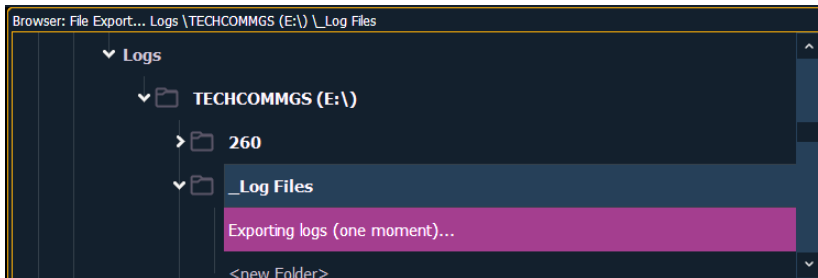 Browser: File Export... Logs \TECHCOMMGS (E:\) \_Log Files
Logs
TECHCOMMGS (E:\)
260
_Log Files
Exporting logs (one moment)...
<new Folder>